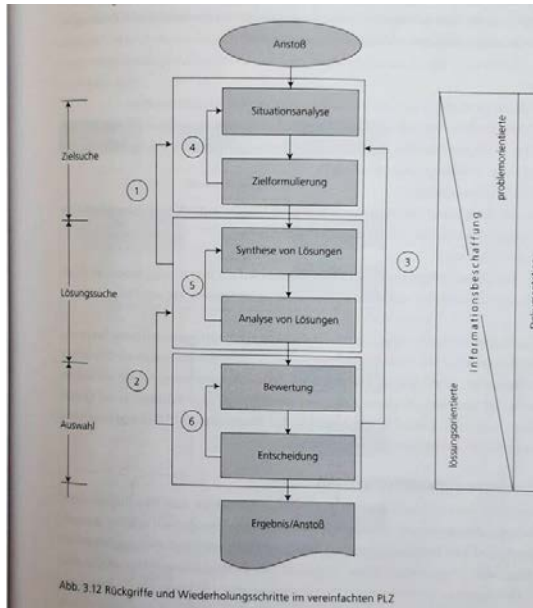 Anstoß
Situationsanalyse
Zielsuche
4
1
Zielformulierung
problemorientierte
Informationsbeschaffung
lössungsorientierte
3
Synthese von Lösungen
Lösungssuche
5
Analyse von Lösungen
2
Bewertung
Auswahl
6
Entscheidung
Ergebnis/Anstoß
Abb. 3.12 Rückgriffe und Wiederholungsschritte im vereinfachten PLZ